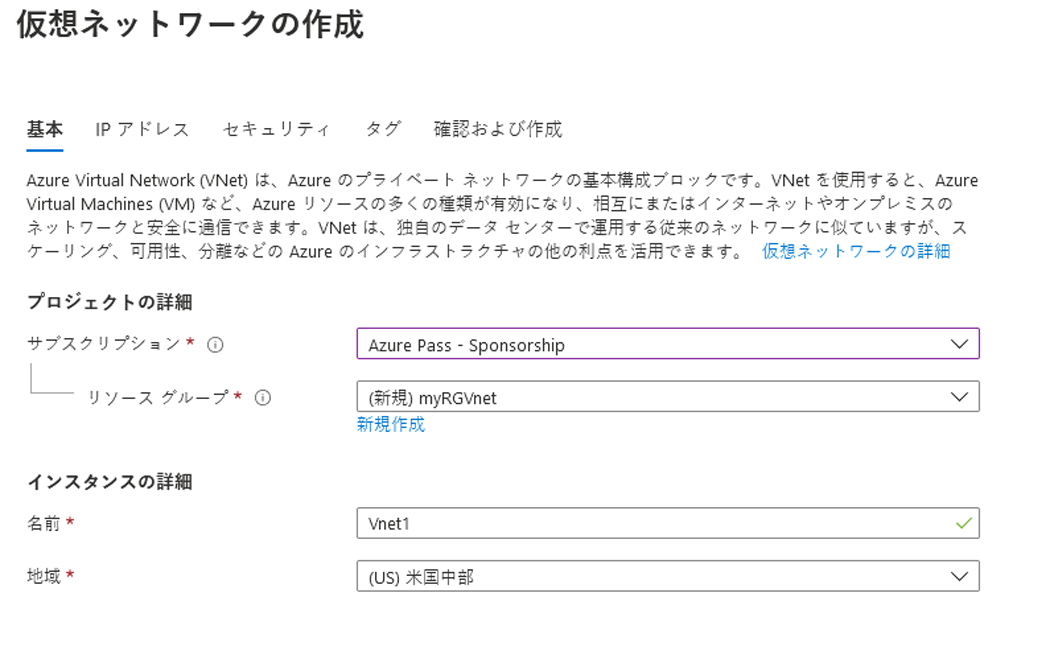 仮想ネットワークの作成
基本 IP アドレス セキュリティ タグ 確認および作成
Azure Virtual Network (VNet) は、Azure のプライベート ネットワークの基本構成ブロックです。VNet を使用すると、Azure
Virtual Machines (VM) など、Azure リソースの多くの種類が有効になり、相互にまたはインターネットやオンプレミスの
ネットワークと安全に通信できます。VNet は、独自のデータ センターで運用する従来のネットワークに似ていますが、ス
ケーリング、可用性、分離などの Azure のインフラストラクチャの他の利点を活用できます。 仮想ネットワークの詳細
プロジェクトの詳細
サブスクリプション * Azure Pass - Sponsorship
リソース グループ * (新規) myRGVnet
新規作成
インスタンスの詳細
名前 * Vnet1
地域 * (US) 米国中部